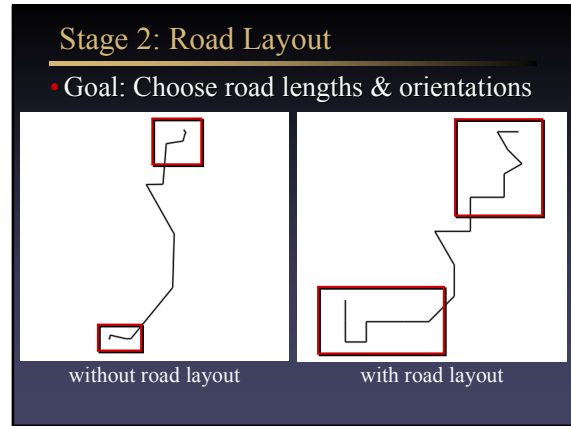 Stage 2: Road Layout
• Goal: Choose road lengths & orientations
without road layout
with road layout